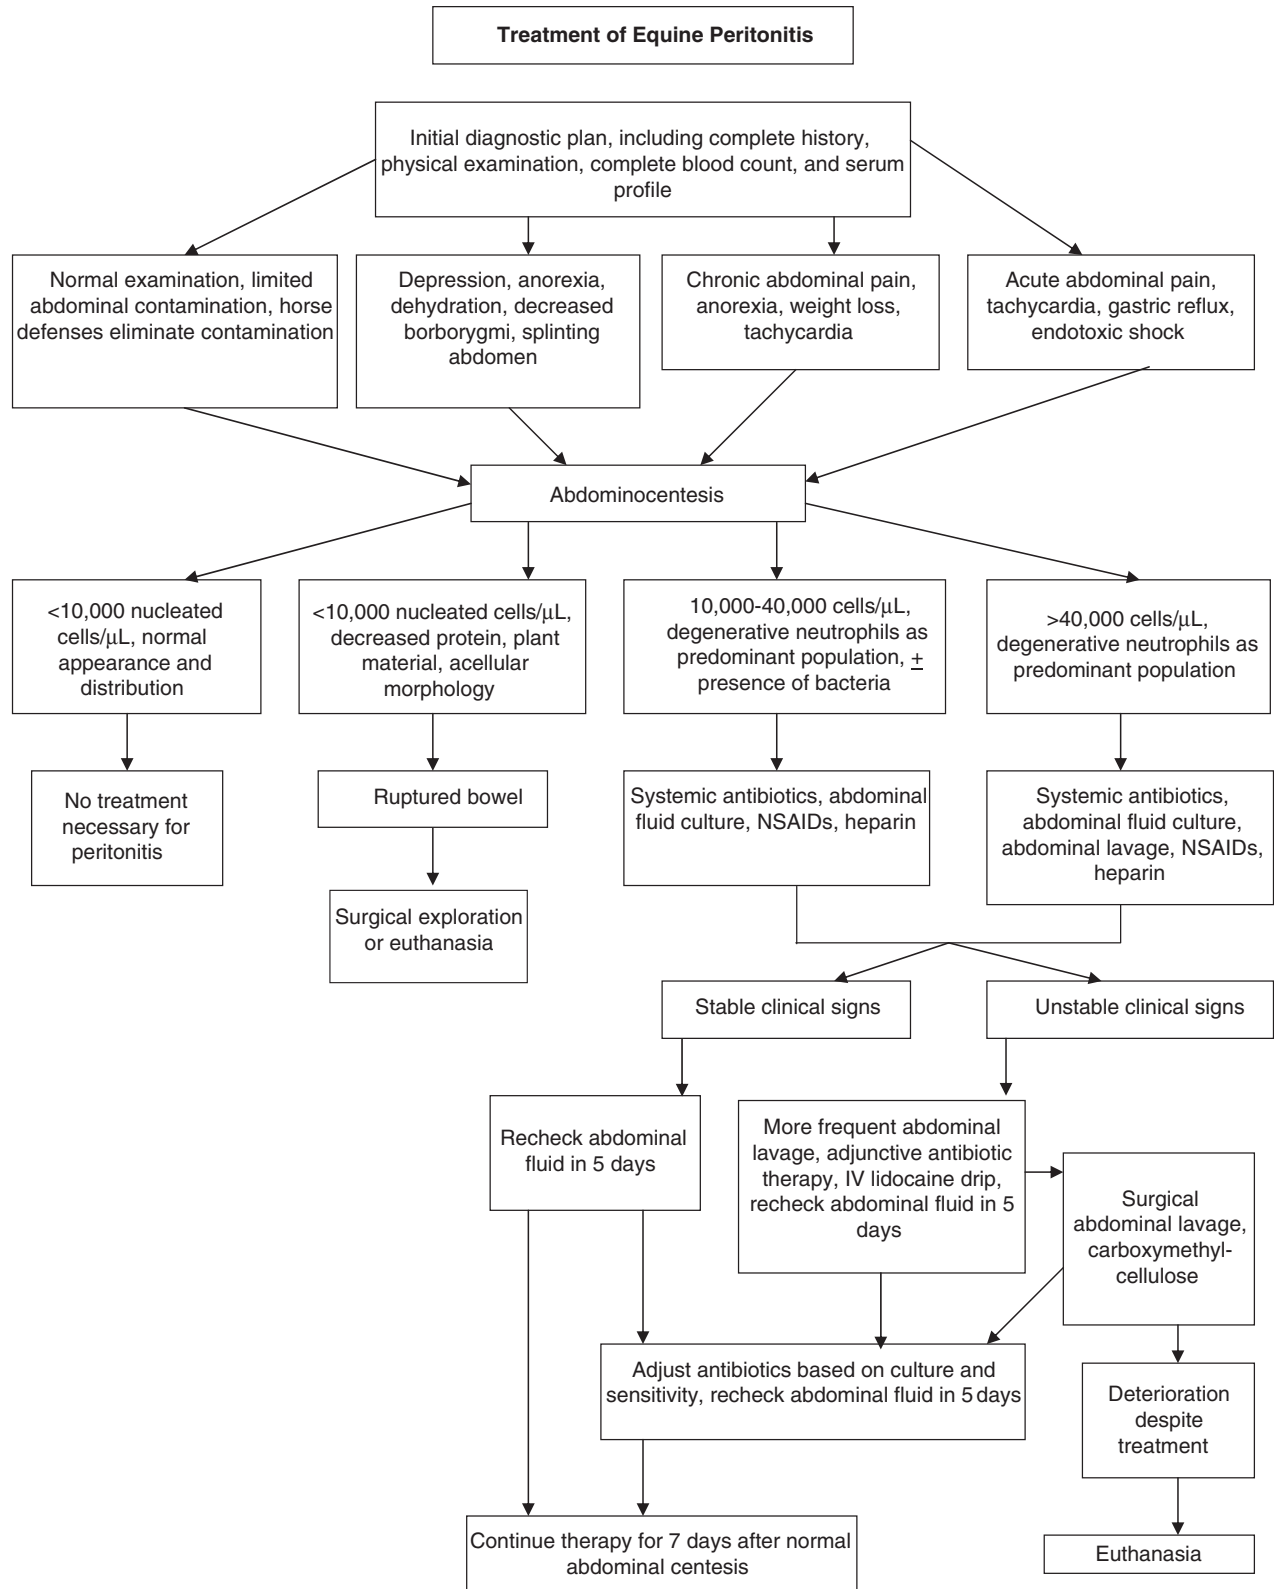 Treatment of Equine Peritonitis
Initial diagnostic plan, including complete history,
physical examination, complete blood count, and serum
profile
Normal examination, limited
abdominal contamination, horse
defenses eliminate contamination
Depression, anorexia,
dehydration, decreased
borborygmi, splinting
abdomen
Chronic abdominal pain,
anorexia, weight loss,
tachycardia
Acute abdominal pain,
tachycardia, gastric reflux,
endotoxic shock
Abdominocentesis
<10,000 nucleated
cells/μL, normal
appearance and
distribution
<10,000 nucleated cells/μL,
decreased protein, plant
material, acellular
morphology
10,000-40,000 cells/μL,
degenerative neutrophils as
predominant population, ±
presence of bacteria
>40,000 cells/μL,
degenerative neutrophils as
predominant population
No treatment
necessary for
peritonitis
Ruptured bowel
Systemic antibiotics, abdominal
fluid culture, NSAIDs, heparin
Systemic antibiotics,
abdominal fluid culture,
abdominal lavage, NSAIDs,
heparin
Surgical exploration
or euthanasia
Stable clinical signs
Unstable clinical signs
Recheck abdominal
fluid in 5 days
More frequent abdominal
lavage, adjunctive antibiotic
therapy, IV lidocaine drip,
recheck abdominal fluid in 5
days
Surgical
abdominal lavage,
carboxymethyl-
cellulose
Adjust antibiotics based on culture and
sensitivity, recheck abdominal fluid in 5 days
Deterioration
despite
treatment
Continue therapy for 7 days after normal
abdominal centesis
Euthanasia